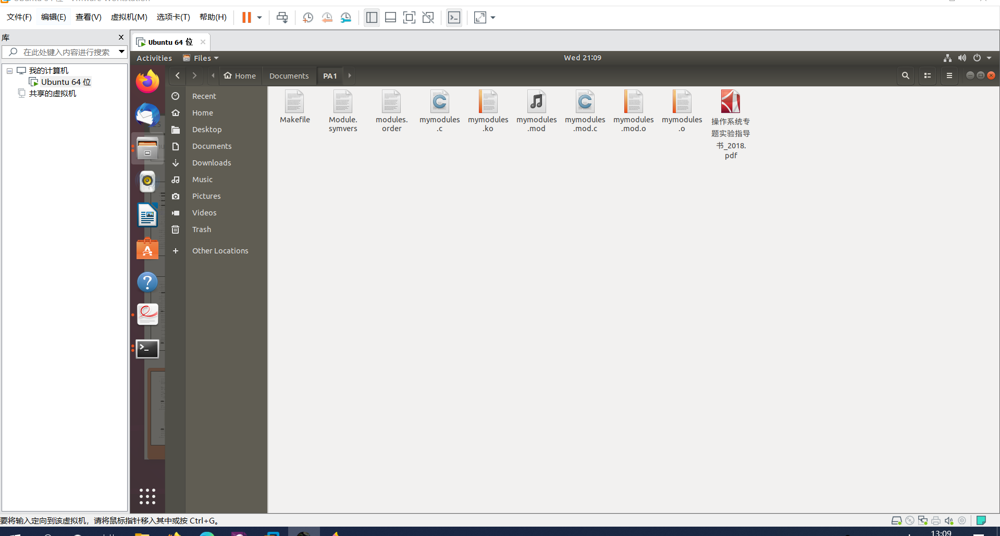 文件(F) 编辑(E) 查看(V) 虚拟机(M) 选项卡(T) 帮助(H)
库
在此处键入内容进行搜索
我的计算机
Ubuntu 64 位
共享的虚拟机
Ubuntu 64 位
Activities Files Wed 21:09
Home Documents PA1
Recent
Home
Desktop
Documents
Downloads
Music
Pictures
Videos
Trash
Other Locations
Makefile
Module.
symvers
modules.
order
mymodules
.c
mymodules
.ko
mymodules
.mod
mymodules
.mod.c
mymodules
.mod.o
mymodules
.o
操作系统专
题实验指导
书_2018.
pdf
要将输入定向到该虚拟机，请将鼠标指针移入其中或按 Ctrl+G。
13:09